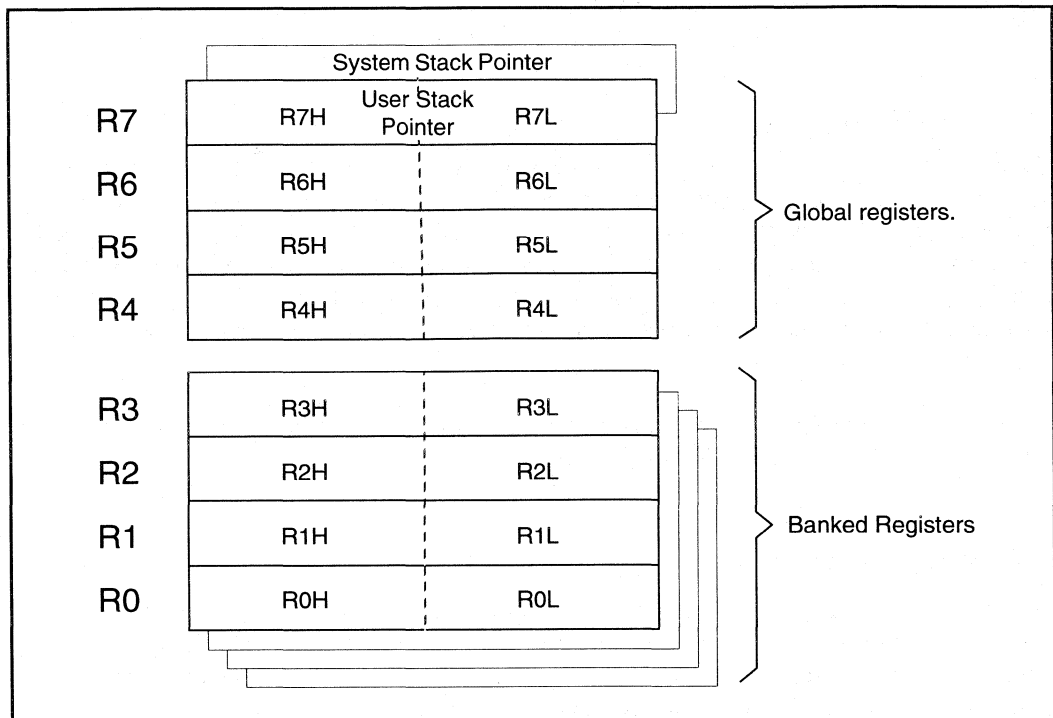 System Stack Pointer
R7 R7H User Stack Pointer R7L
R6 R6H R6L
R5 R5H R5L
R4 R4H R4L
Global registers.
R3 R3H R3L
R2 R2H R2L
R1 R1H R1L
R0 R0H R0L
Banked Registers